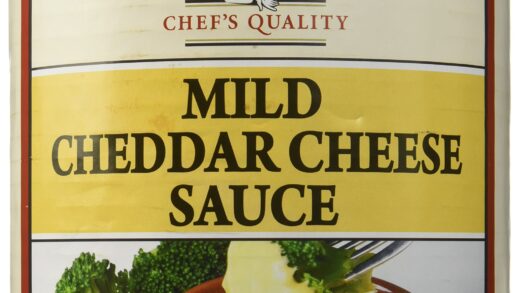 CHEF'S QUALITY
MILD
CHEDDAR CHEESE
SAUCE